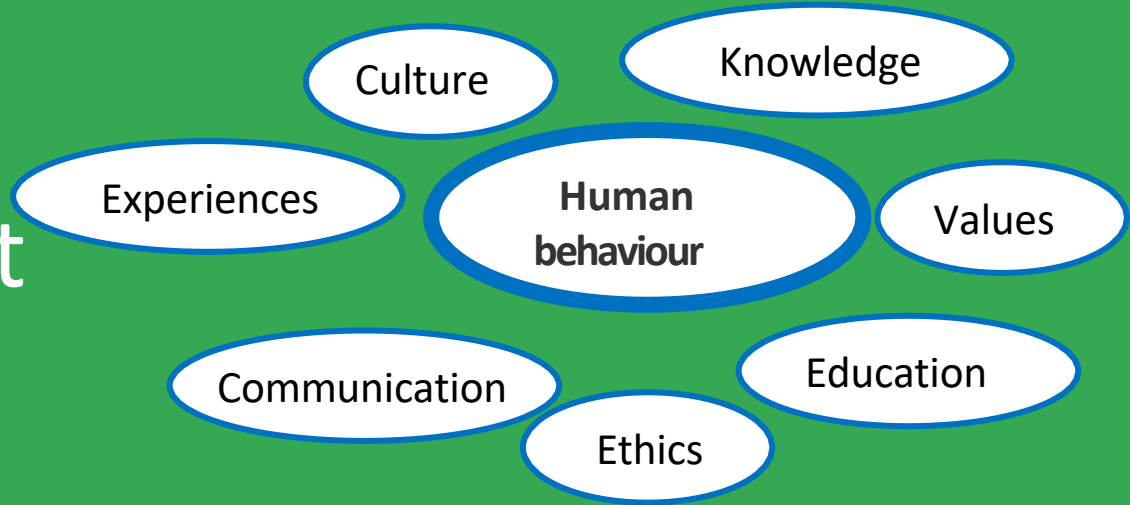 Culture
Knowledge
Experiences
Human
behaviour
Values
t
Communication
Education
Ethics